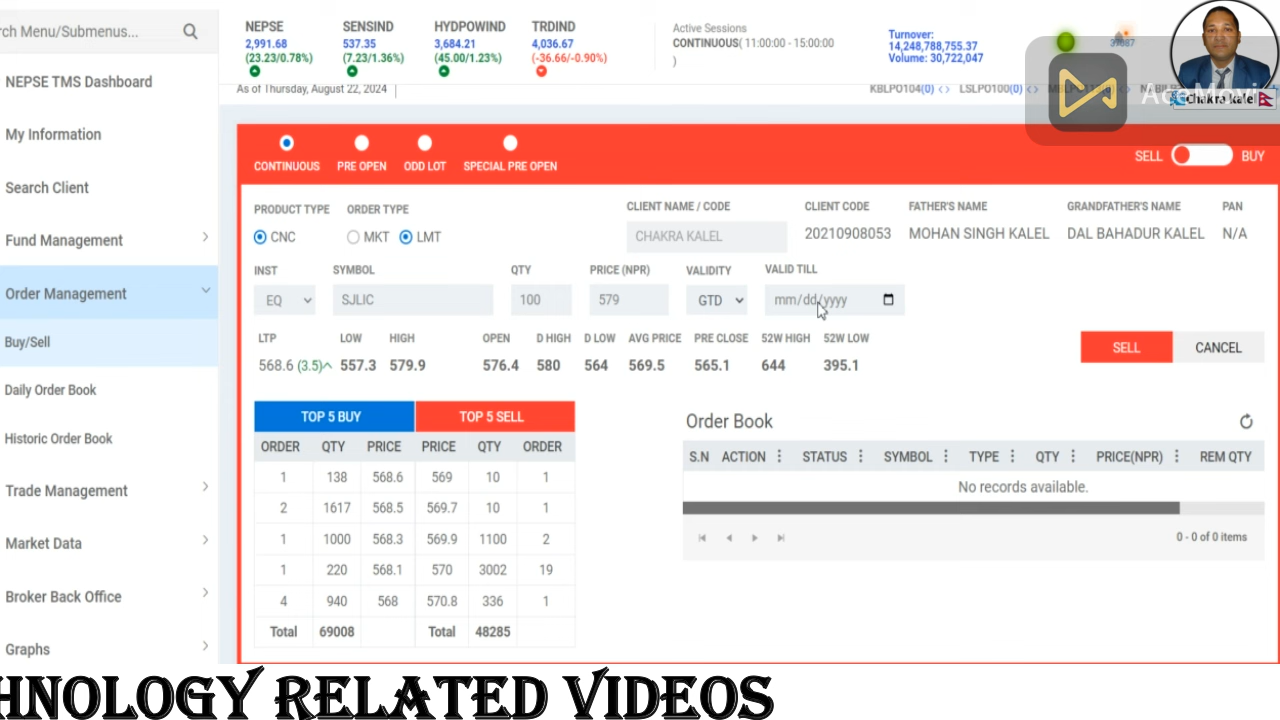 rch Menu/Submenus...
NEPSE TMS Dashboard
My Information
Search Client
Fund Management
Order Management
Buy/Sell
Daily Order Book
Historic Order Book
Trade Management
Market Data
Broker Back Office
Graphs
NEPSE SENSIND HYDPOWIND TRDIND
2,991.68 537.35 3,684.21 4,036.67
(23.23/0.78%) (7.23/1.36%) (45.00/1.23%) (-36.66/-0.90%)
Active Sessions
CONTINUOUS( 11:00:00 - 15:00:00
)
Turnover:
14,248,788,755.37
Volume: 30,722,047
Chakra kalel
As of Thursday, August 22, 2024
KBLPO104(0) <> LSLPO100(0) <>
CONTINUOUS PRE OPEN ODD LOT SPECIAL PRE OPEN
SELL BUY
PRODUCT TYPE ORDER TYPE CLIENT NAME / CODE CLIENT CODE FATHER'S NAME GRANDFATHER'S NAME PAN
CNC MKT LMT CHAKRA KALEL 20210908053 MOHAN SINGH KALEL DAL BAHADUR KALEL N/A
INST SYMBOL QTY PRICE (NPR) VALIDITY VALID TILL
EQ SJLIC 100 579 GTD mm/dd/yyyy
LTP LOW HIGH OPEN D HIGH D LOW AVG PRICE PRE CLOSE 52W HIGH 52W LOW
568.6 (3.5) 557.3 579.9 576.4 580 564 569.5 565.1 644 395.1
SELL CANCEL
TOP 5 BUY TOP 5 SELL
ORDER QTY PRICE PRICE QTY ORDER
1 138 568.6 569 10 1
2 1617 568.5 569.7 10 1
1 1000 568.3 569.9 1100 2
1 220 568.1 570 3002 19
4 940 568 570.8 336 1
Total 69008 Total 48285
Order Book
S.N ACTION STATUS SYMBOL TYPE QTY PRICE(NPR) REM QTY
No records available.
0 - 0 of 0 items
HNOLOGY RELATED VIDEOS